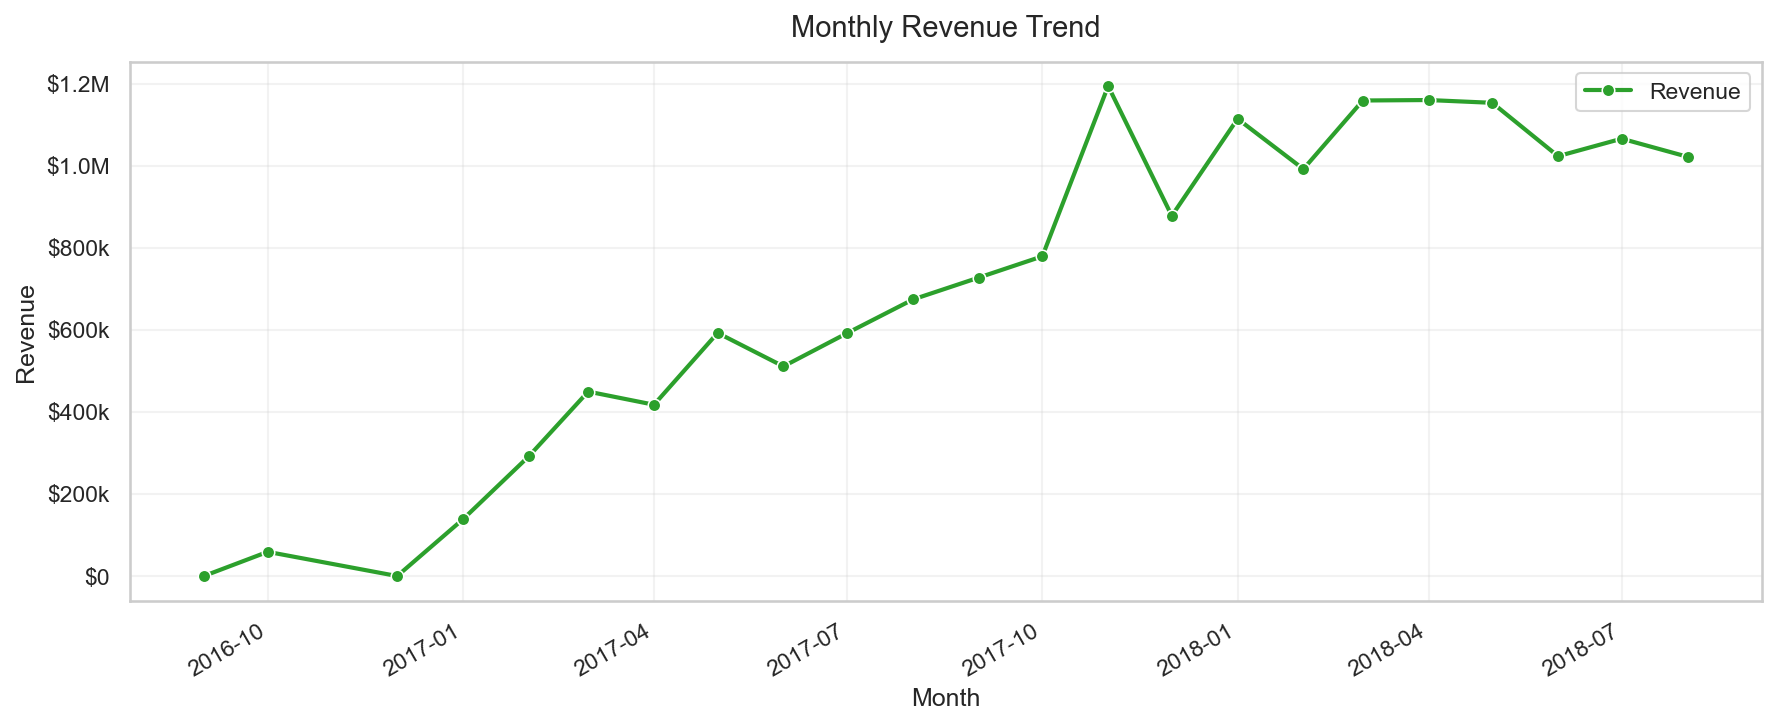 Monthly Revenue Trend
$1.2M
$1.0M
$800k
$600k
$400k
$200k
$0
Revenue
Revenue
2016-10
2017-01
2017-04
2017-07
2017-10
2018-01
2018-04
2018-07
Month